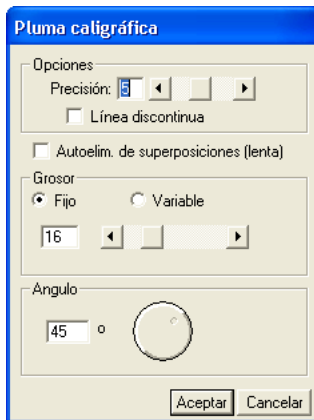 Pluma caligráfica
Opciones
Precisión: 5
Línea discontinua
Autoelim. de superposiciones (lenta)
Grosor
Fijo Variable
16
Angulo
45 º
Aceptar Cancelar